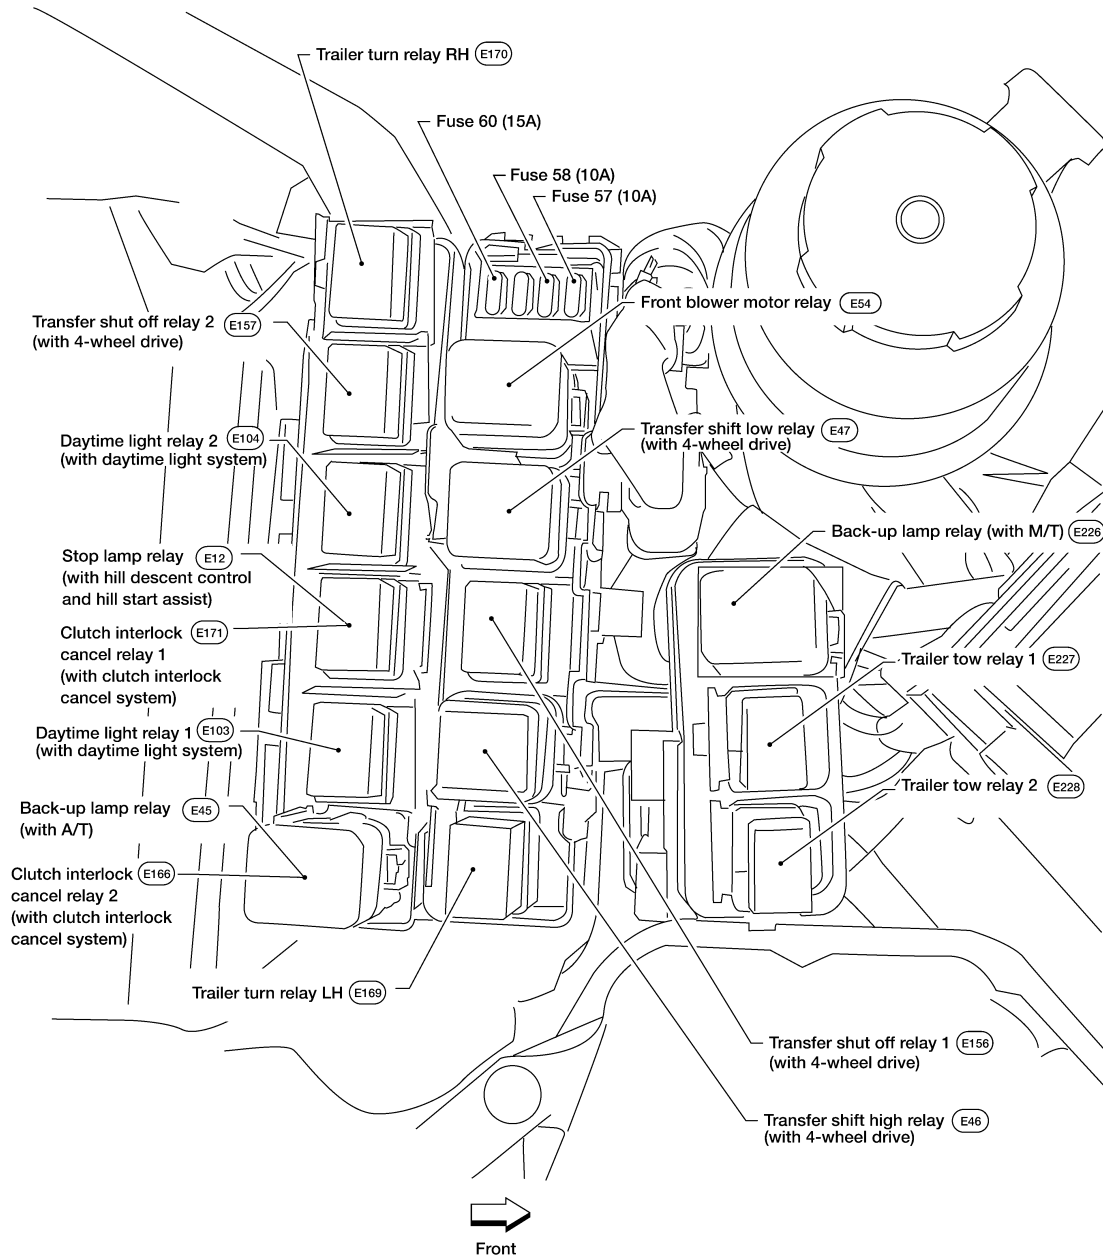 Trailer turn relay RH E170
Fuse 60 (15A)
Fuse 58 (10A)
Fuse 57 (10A)
Front blower motor relay E54
Transfer shut off relay 2 E157
(with 4-wheel drive)
Transfer shift low relay E47
(with 4-wheel drive)
Daytime light relay 2 E104
(with daytime light system)
Back-up lamp relay (with M/T) E226
Stop lamp relay E12
(with hill descent control
and hill start assist)
Clutch interlock E171
cancel relay 1
(with clutch interlock
cancel system)
Trailer tow relay 1 E227
Daytime light relay 1 E103
(with daytime light system)
Trailer tow relay 2 E228
Back-up lamp relay E45
(with A/T)
Clutch interlock E166
cancel relay 2
(with clutch interlock
cancel system)
Trailer turn relay LH E169
Transfer shut off relay 1 E156
(with 4-wheel drive)
Transfer shift high relay E46
(with 4-wheel drive)
Front